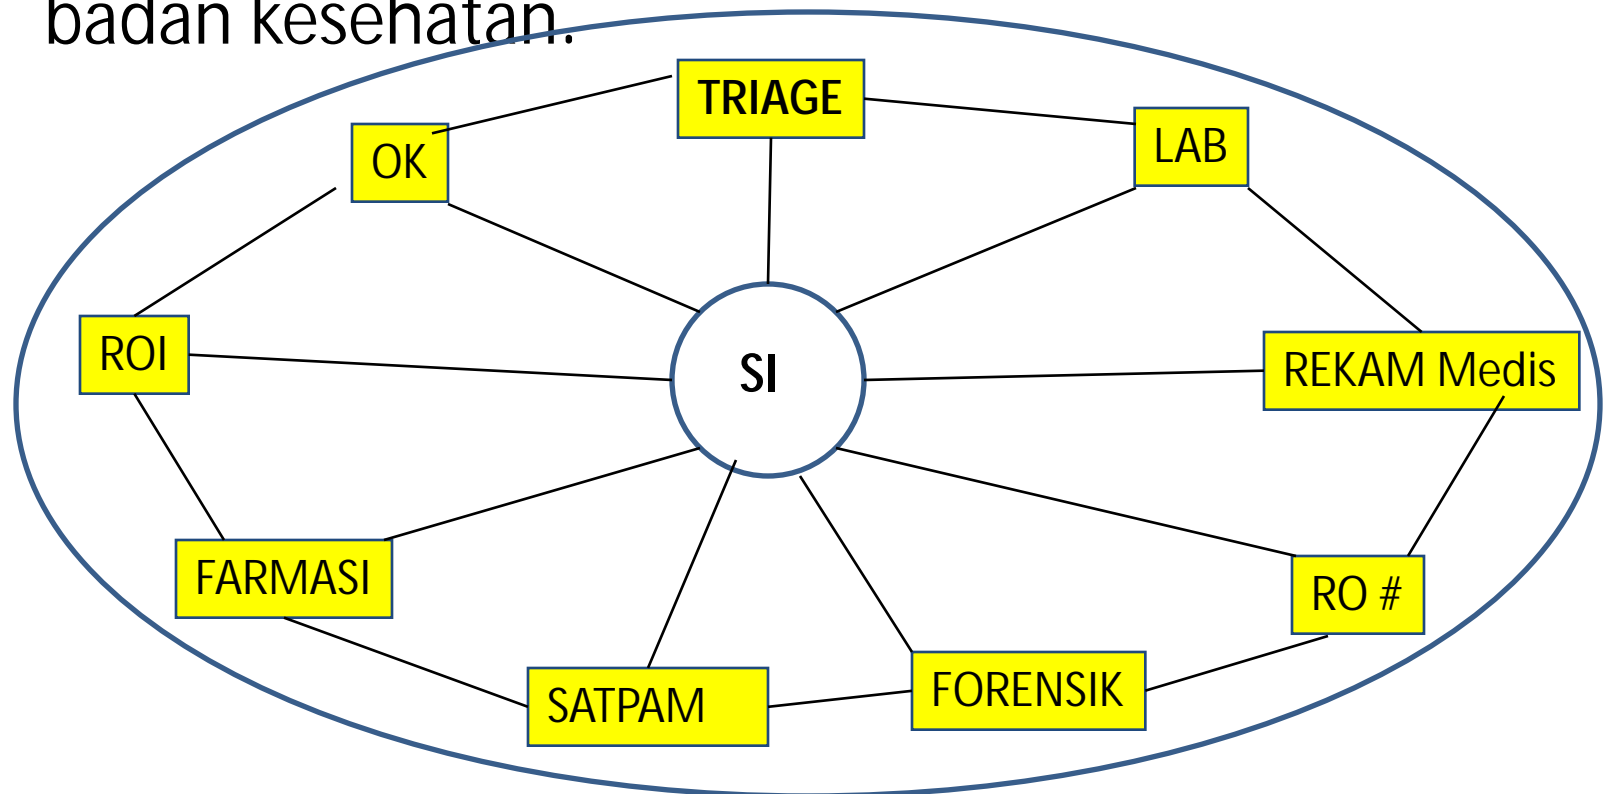 badan kesehatan.
TRIAGE
OK
LAB
ROI
SI
REKAM Medis
FARMASI
RO #
SATPAM
FORENSIK